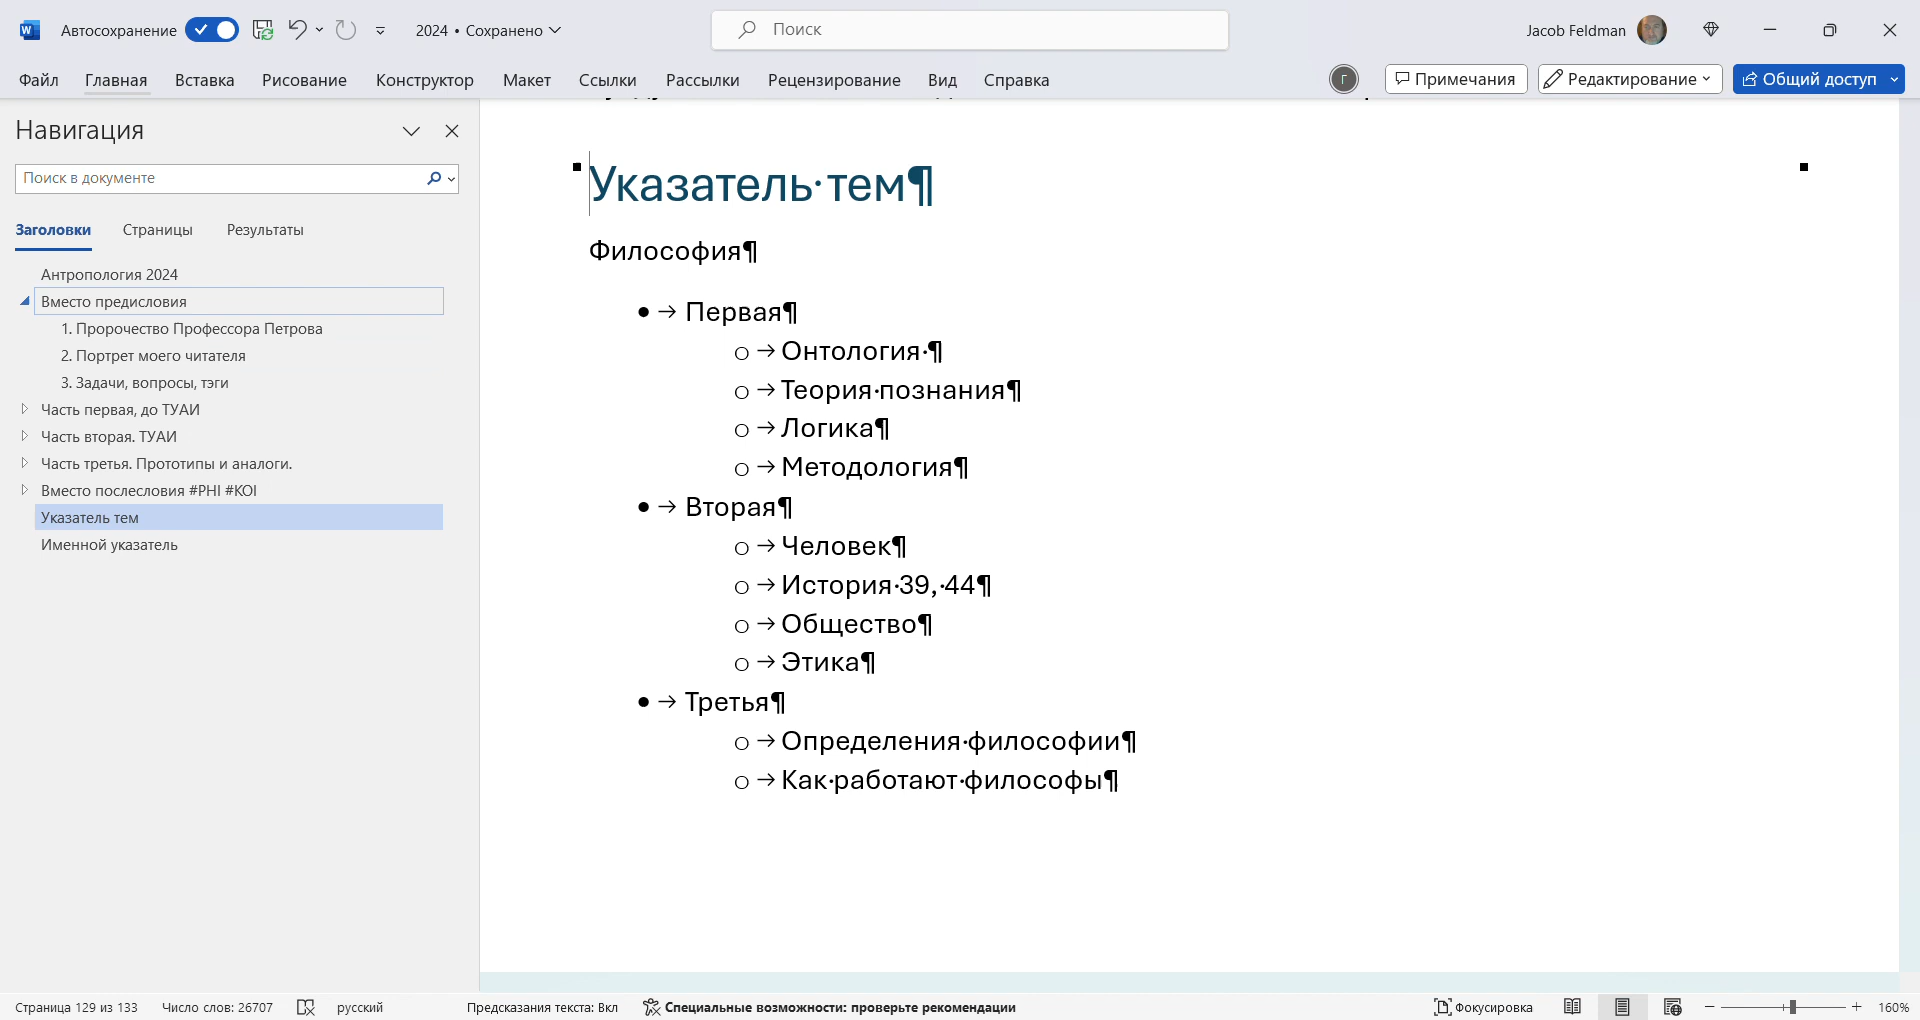 Автосохранение
2024 • Сохранено
Поиск
Jacob Feldman
Файл Главная Вставка Рисование Конструктор Макет Ссылки Рассылки Рецензирование Вид Справка
Г
Примечания
Редактирование
Общий доступ
Навигация
Поиск в документе
Заголовки Страницы Результаты
Антропология 2024
Вместо предисловия
1. Пророчество Профессора Петрова
2. Портрет моего читателя
3. Задачи, вопросы, тэги
Часть первая, до ТУАИ
Часть вторая. ТУАИ
Часть третья. Прототипы и аналоги.
Вместо послесловия #PHI #KOI
Указатель тем
Именной указатель
Указатель·тем¶
Философия¶
• → Первая¶
o → Онтология·¶
o → Теория·познания¶
o → Логика¶
o → Методология¶
• → Вторая¶
o → Человек¶
o → История·39,·44¶
o → Общество¶
o → Этика¶
• → Третья¶
o → Определения·философии¶
o → Как·работают·философы¶
Страница 129 из 133
Число слов: 26707
русский
Предсказания текста: Вкл
Специальные возможности: проверьте рекомендации
Фокусировка
160%